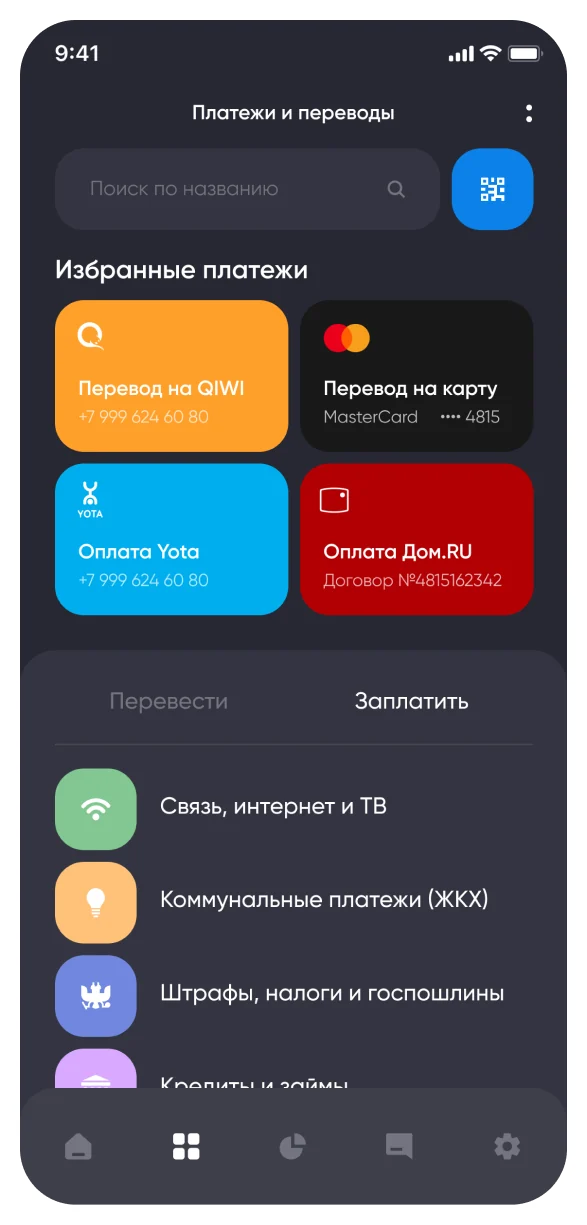 9:41
Платежи и переводы
Поиск по названию
Избранные платежи
Перевод на QIWI
+7 999 624 60 80
Перевод на карту
MasterCard •••• 4815
YOTA
Оплата Yota
+7 999 624 60 80
Оплата Дом.RU
Договор №4815162342
Перевести Заплатить
Связь, интернет и ТВ
Коммунальные платежи (ЖКХ)
Штрафы, налоги и госпошлины
Кредиты и займы